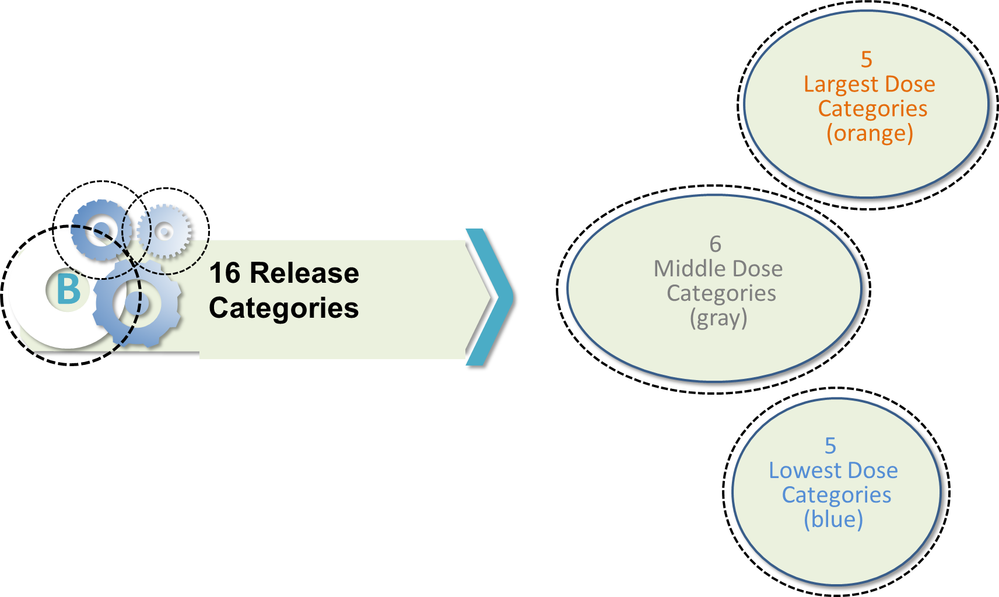 B
16 Release
Categories
5
Largest Dose
Categories
(orange)
6
Middle Dose
Categories
(gray)
5
Lowest Dose
Categories
(blue)